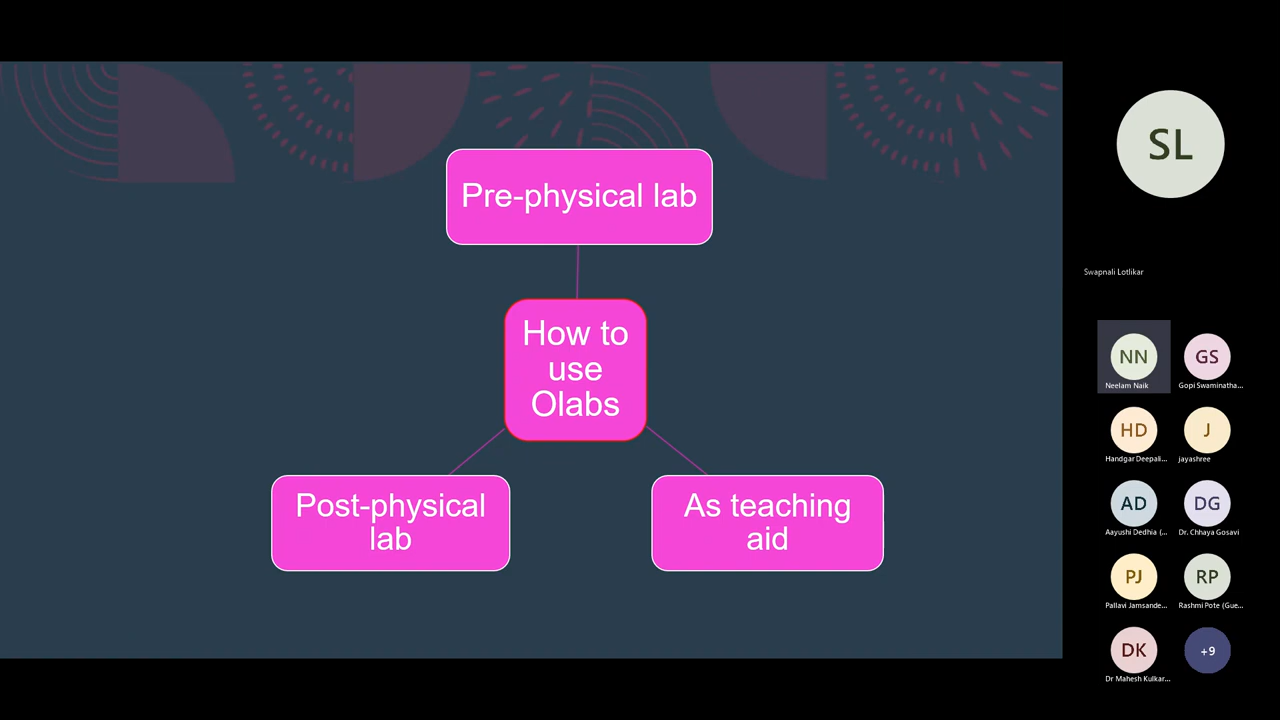 Pre-physical lab
How to
use
Olabs
Post-physical
lab
As teaching
aid
SL
Swapnali Lotlikar
NN
Neelam Naik
GS
Gopi Swaminatha...
HD
Handgar Deepali...
J
jayashree
AD
Aayushi Dedhia (...
DG
Dr. Chhaya Gosavi
PJ
Pallavi Jamsande...
RP
Rashmi Pote (Gue...
DK
Dr Mahesh Kulkar...
+9